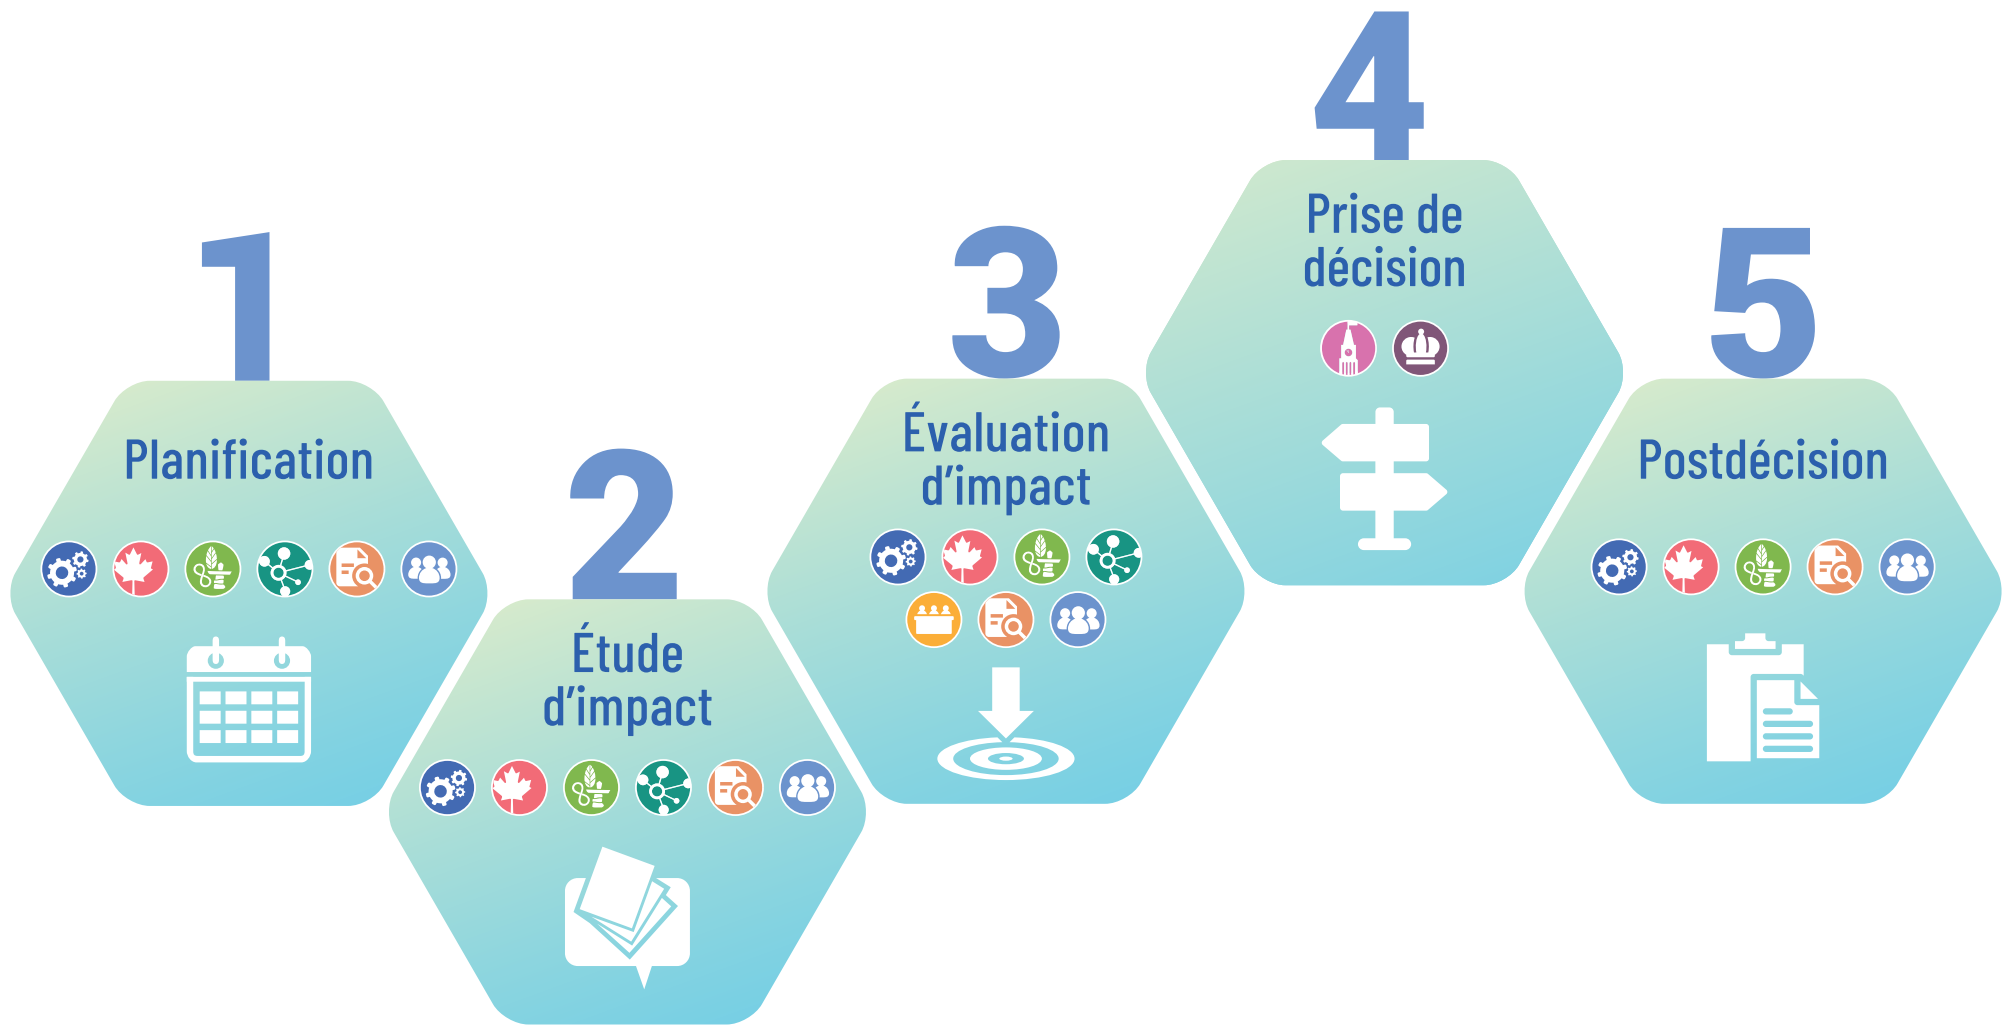 1
Planification
2
Étude
d’impact
3
Évaluation
d’impact
4
Prise de
décision
5
Postdécision